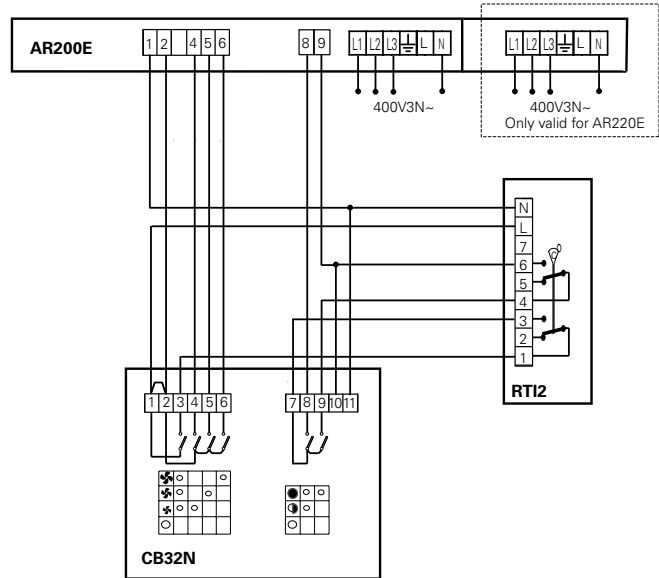 AR200E
1 2 4 5 6
8 9
L1 L2 L3 L N
L1 L2 L3 L N
400V3N~
400V3N~
Only valid for AR220E
N
L
7
6
5
4
3
2
1
RTI2
1 2 3 4 5 6
7 8 9 10 11
CB32N